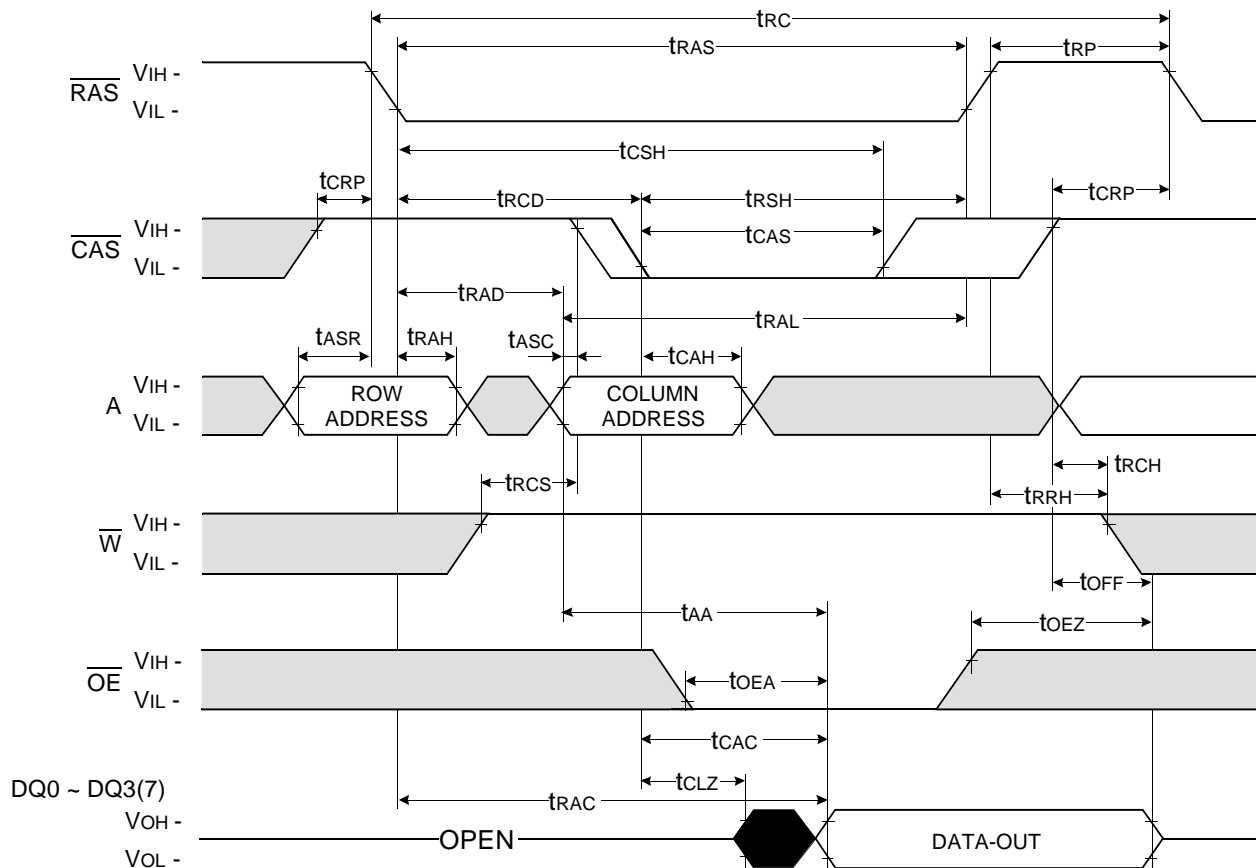 tRC
tRAS
tRP
RAS
VIH -
VIL -
tCSH
tCRP
tRCD
tRSH
tCRP
CAS
VIH -
VIL -
tCAS
tRAD
tRAL
tASR
tRAH
tASC
tCAH
A
VIH -
VIL -
ROW
ADDRESS
COLUMN
ADDRESS
tRCS
tRCH
tRRH
W
VIH -
VIL -
tOFF
tAA
tOEZ
OE
VIH -
VIL -
tOEA
tCAC
tCLZ
DQ0 ~ DQ3(7)
tRAC
VOH -
VOL -
OPEN
DATA-OUT